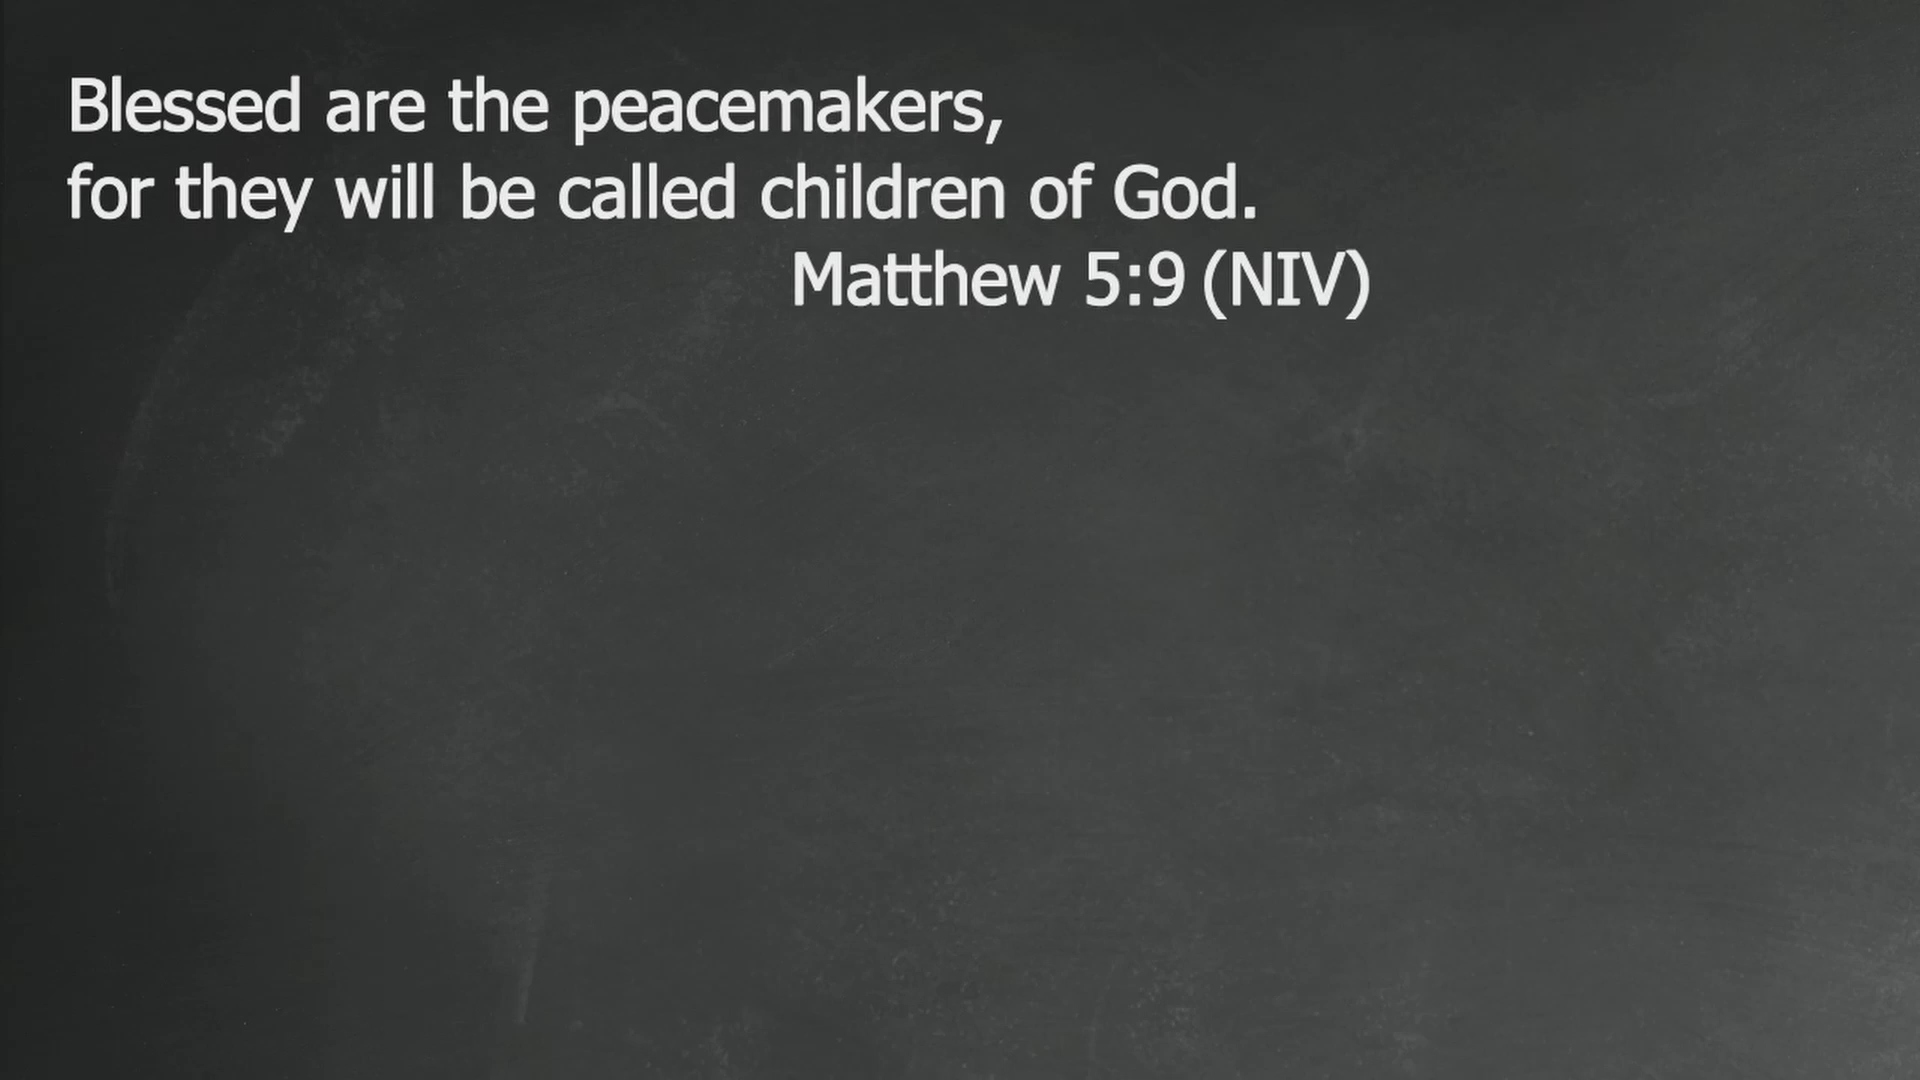 Blessed are the peacemakers,
for they will be called children of God.
Matthew 5:9 (NIV)